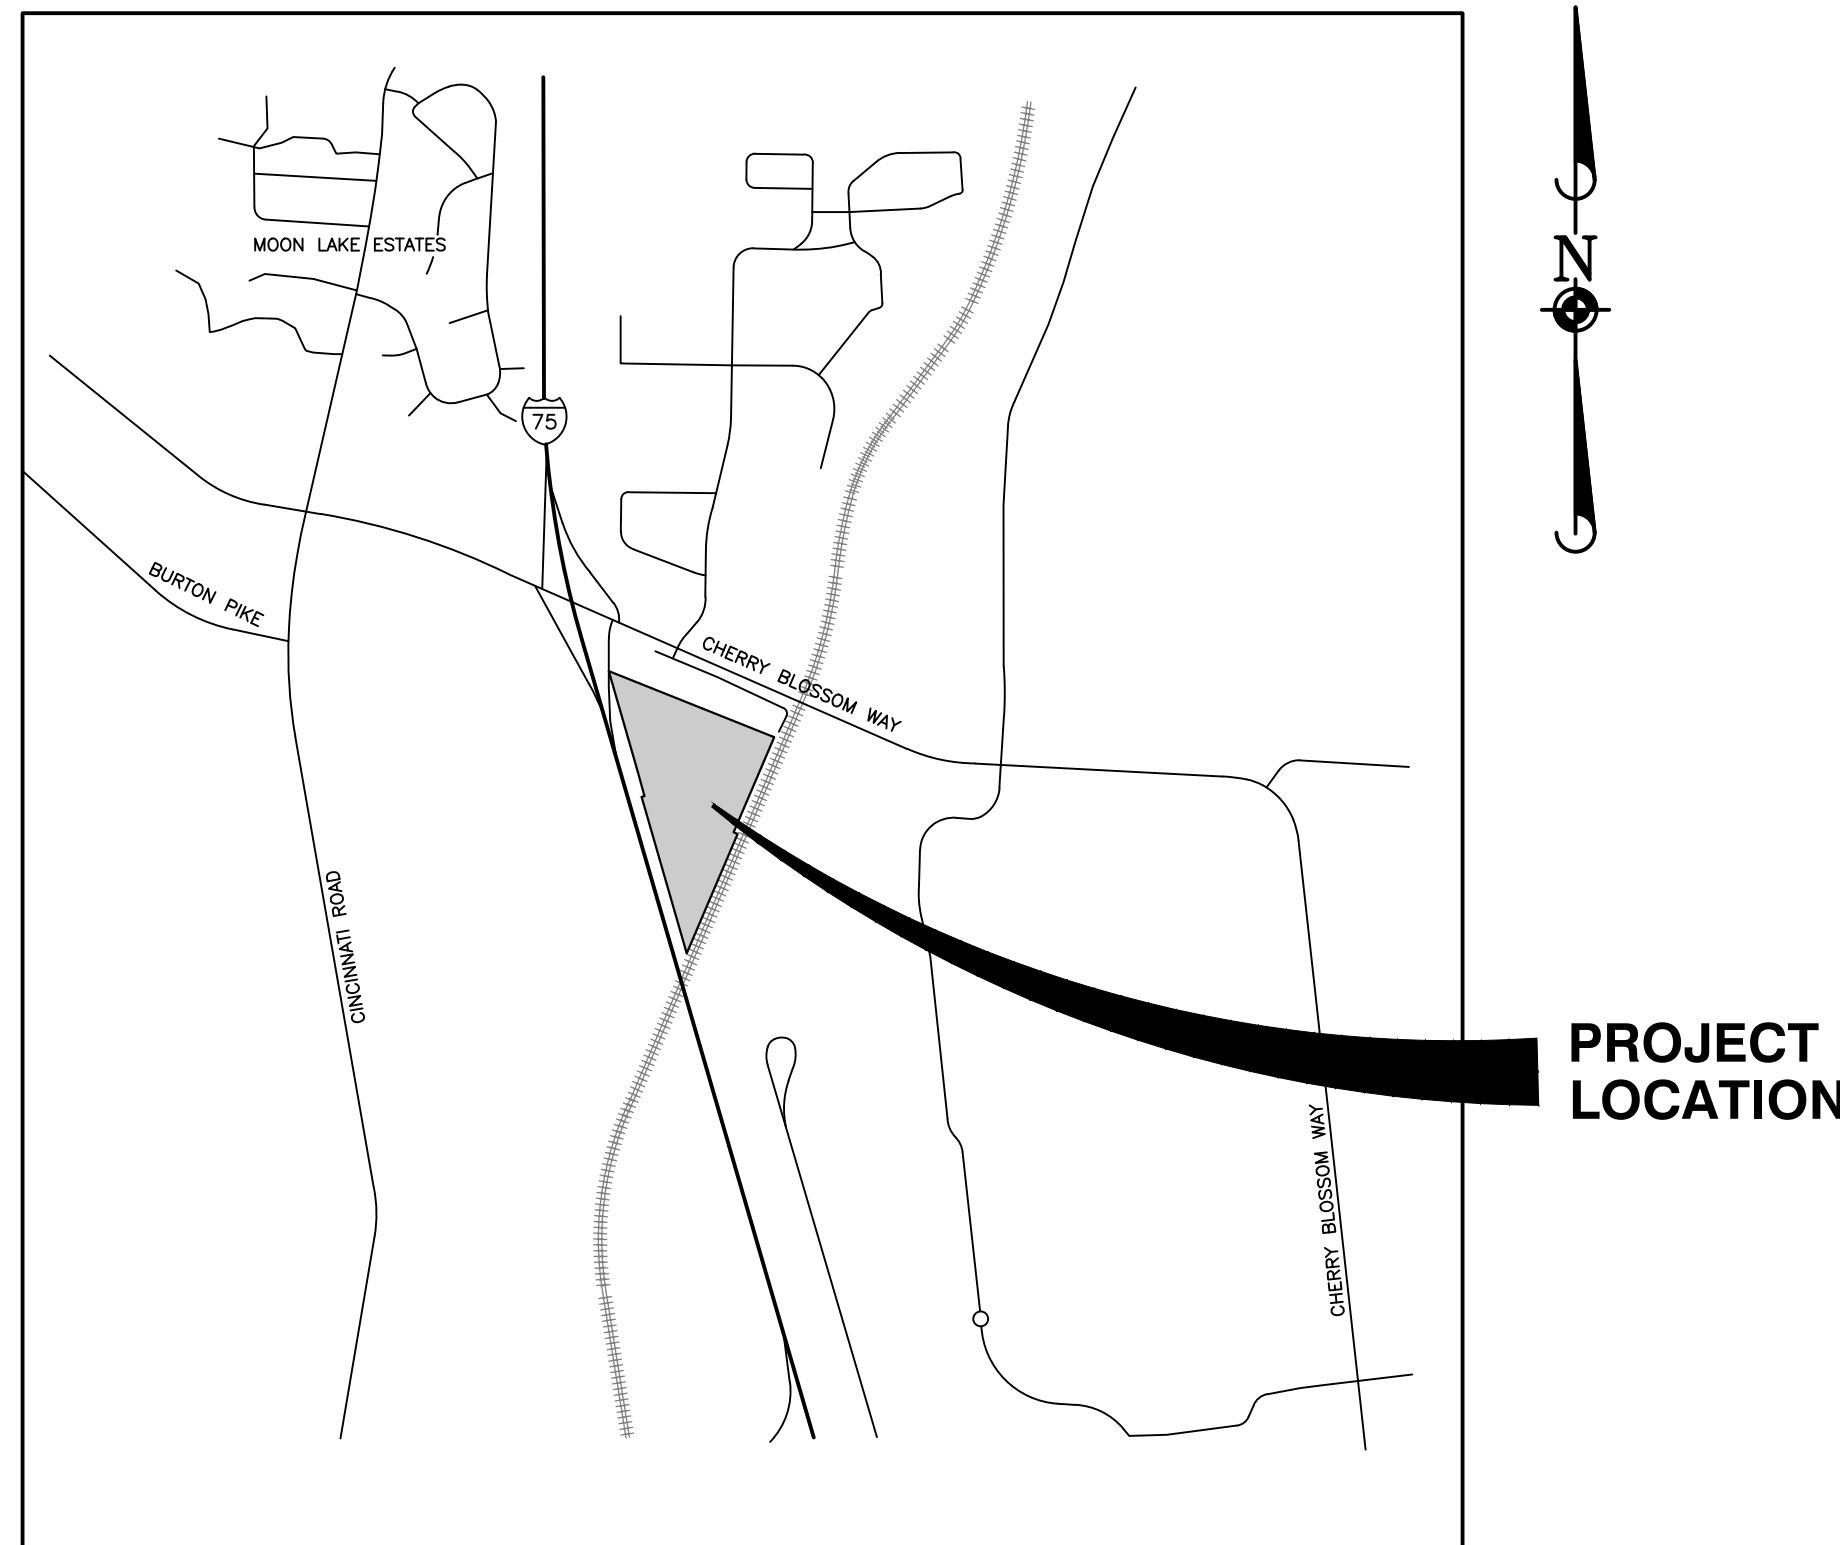 MOON LAKE ESTATES
N
75
BURTON PIKE
CHERRY BLOSSOM WAY
CINCINNATI ROAD
PROJECT
LOCATION
CHERRY BLOSSOM WAY